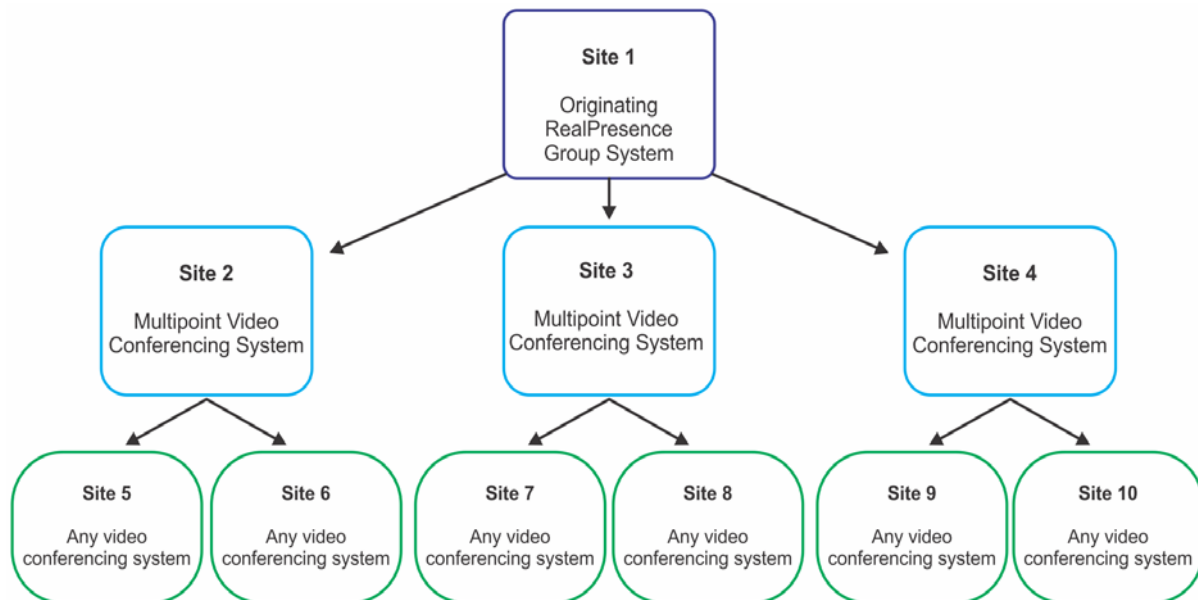 Site 1
Originating
RealPresence
Group System
Site 2
Multipoint Video
Conferencing System
Site 3
Multipoint Video
Conferencing System
Site 4
Multipoint Video
Conferencing System
Site 5
Any video
conferencing system
Site 6
Any video
conferencing system
Site 7
Any video
conferencing system
Site 8
Any video
conferencing system
Site 9
Any video
conferencing system
Site 10
Any video
conferencing system